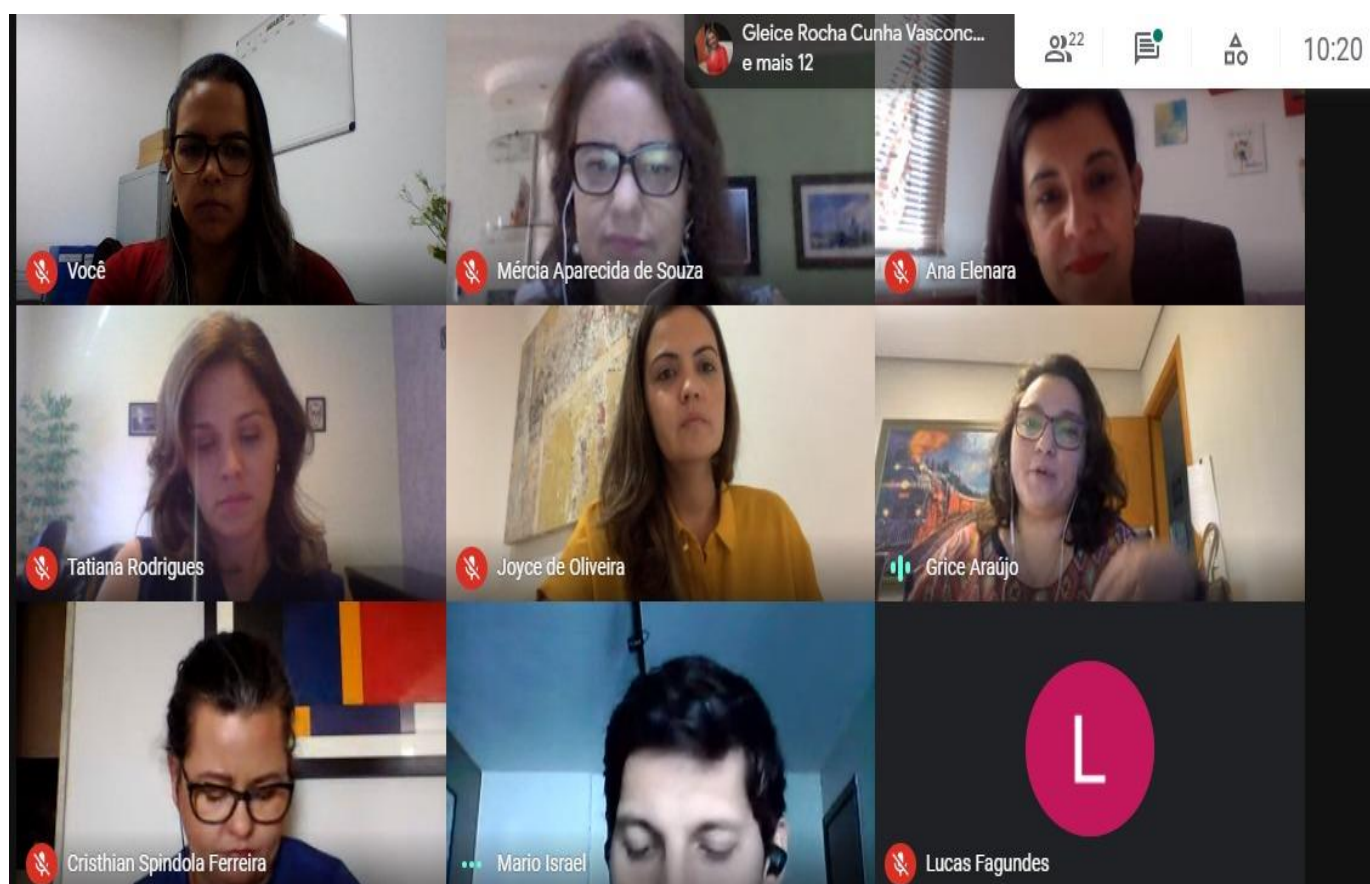 Gleice Rocha Cunha Vasconc...
e mais 12
22
10:20
Você
Mércia Aparecida de Souza
Ana Elenara
Tatiana Rodrigues
Joyce de Oliveira
Grice Araújo
Cristhian Spindola Ferreira
Mario Israel
L
Lucas Fagundes